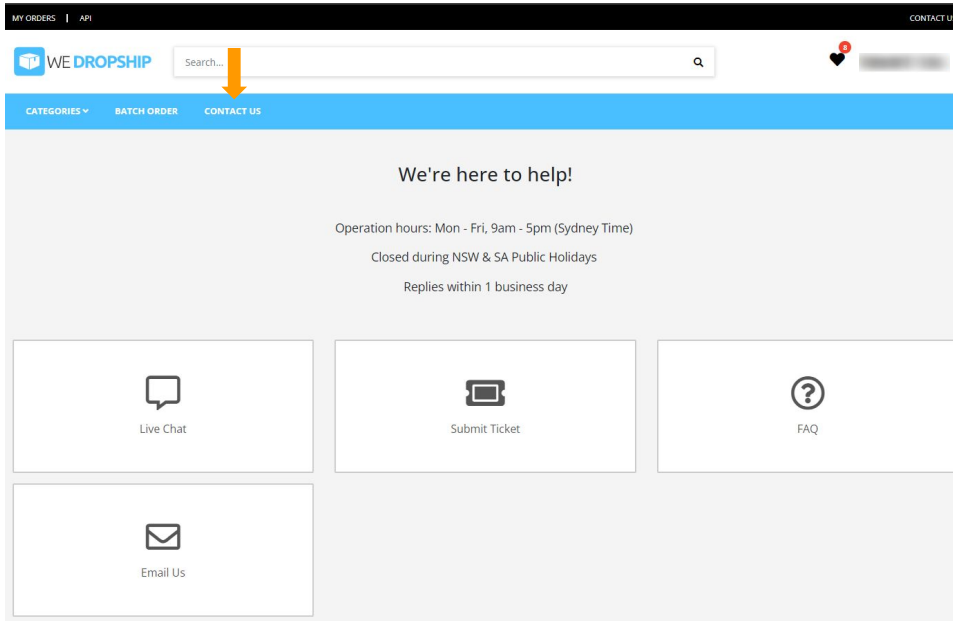 MY ORDERS | API CONTACT U
WE DROPSHIP Search... 8
CATEGORIES BATCH ORDER CONTACT US
We're here to help!
Operation hours: Mon - Fri, 9am - 5pm (Sydney Time)
Closed during NSW & SA Public Holidays
Replies within 1 business day
Live Chat Submit Ticket FAQ
Email Us